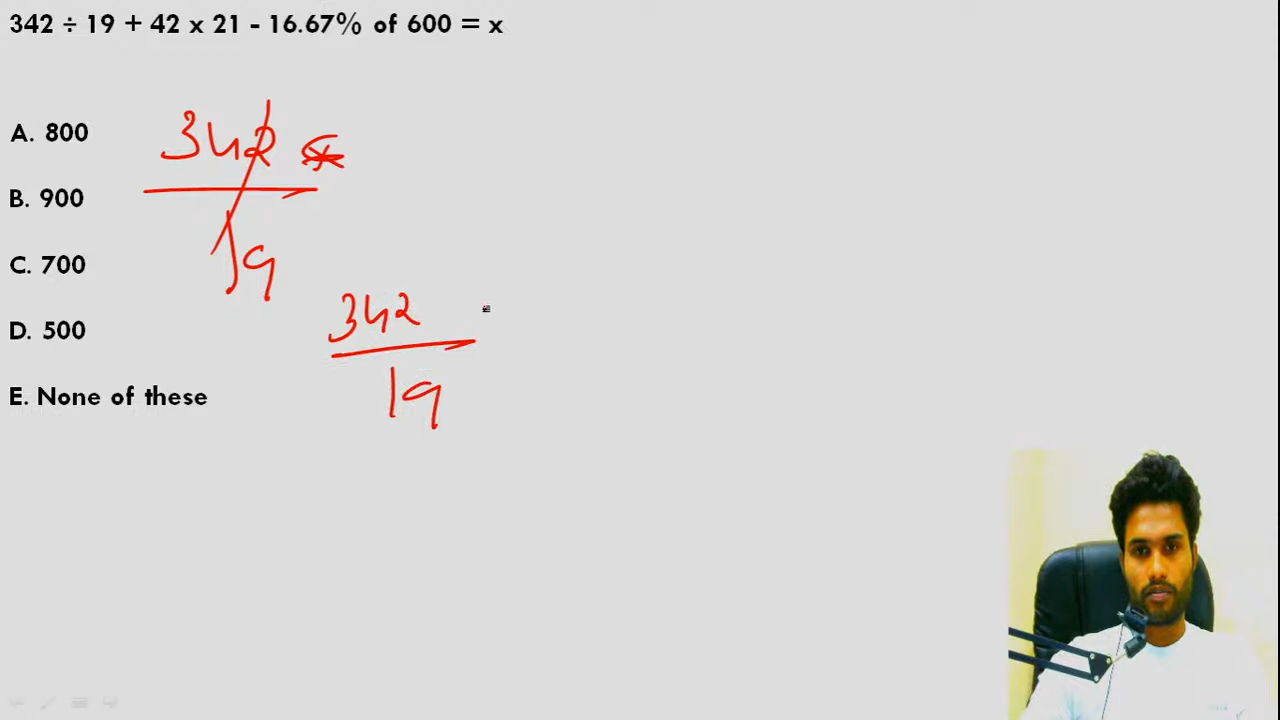 342 ÷ 19 + 42 x 21 - 16.67% of 600 = x
A. 800
342
B. 900
19
C. 700
342
D. 500
19
E. None of these